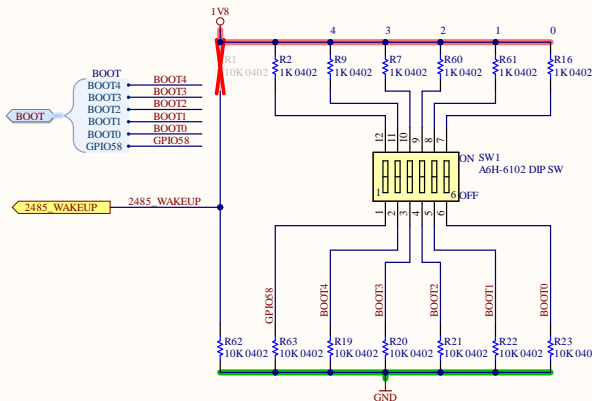 1V8
4 3 2 1 0
R1
10K 0402
R2
1K 0402
R9
1K 0402
R7
1K 0402
R60
1K 0402
R61
1K 0402
R16
1K 0402
BOOT
BOOT4 BOOT4
BOOT3 BOOT3
BOOT2 BOOT2
BOOT1 BOOT1
BOOT0 BOOT0
GPIO58 GPIO58
BOOT
12 11 10 9 8 7
ON SW1
A6H-6102 DIP SW
1 6 OFF
1 2 3 4 5 6
2485_WAKEUP 2485_WAKEUP
GPIO58
BOOT4
BOOT3
BOOT2
BOOT1
BOOT0
R62
10K 0402
R63
10K 0402
R19
10K 0402
R20
10K 0402
R21
10K 0402
R22
10K 0402
R23
10K 040
GND